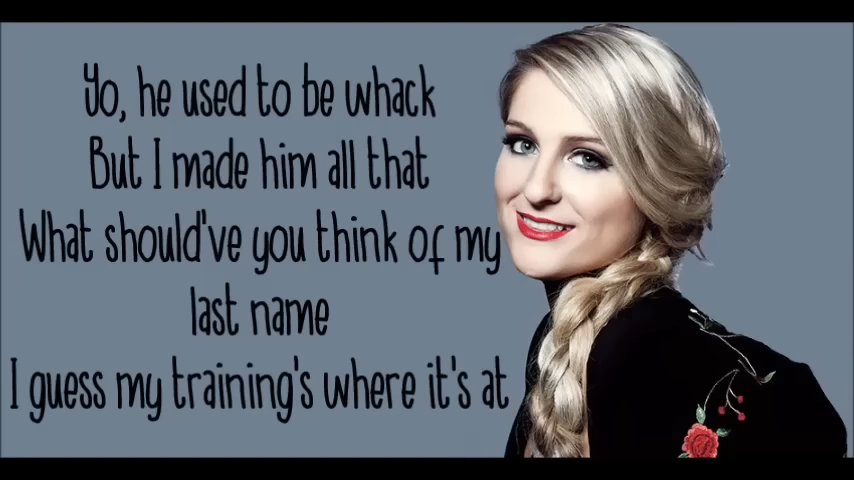 Yo, he used to be whack
But I made him all that
What should've you think of my
last name
I guess my training's where it's at